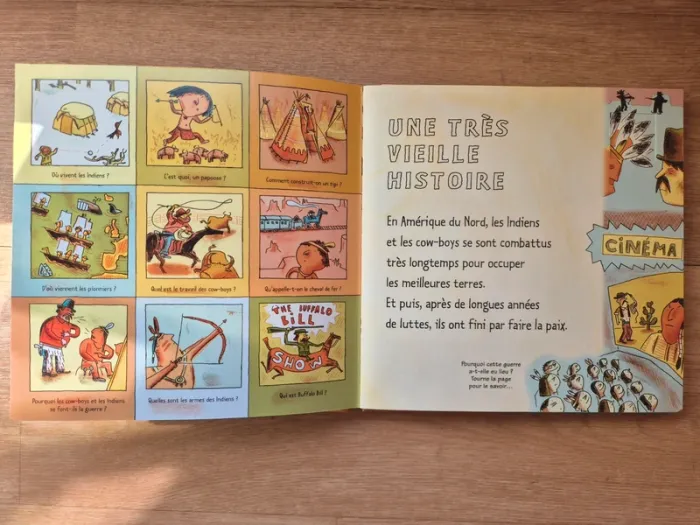 Où vivent les Indiens ?
C'est quoi, un papoose ?
Comment construit-on un tipi ?
D'où viennent les pionniers ?
Quel est le travail des cow-boys ?
Qu'appelle-t-on le cheval de fer ?
THE BUFFALO
BILL
SHOW
Pourquoi les cow-boys et les Indiens
se font-ils la guerre ?
Quelles sont les armes des Indiens ?
Qui est Buffalo Bill ?
UNE TRÈS
VIEILLE
HISTOIRE
En Amérique du Nord, les Indiens
et les cow-boys se sont combattus
très longtemps pour occuper
les meilleures terres.
Et puis, après de longues années
de luttes, ils ont fini par faire la paix.
Pourquoi cette guerre
a-t-elle eu lieu ?
Tourne la page
pour le savoir...
CINÉMA